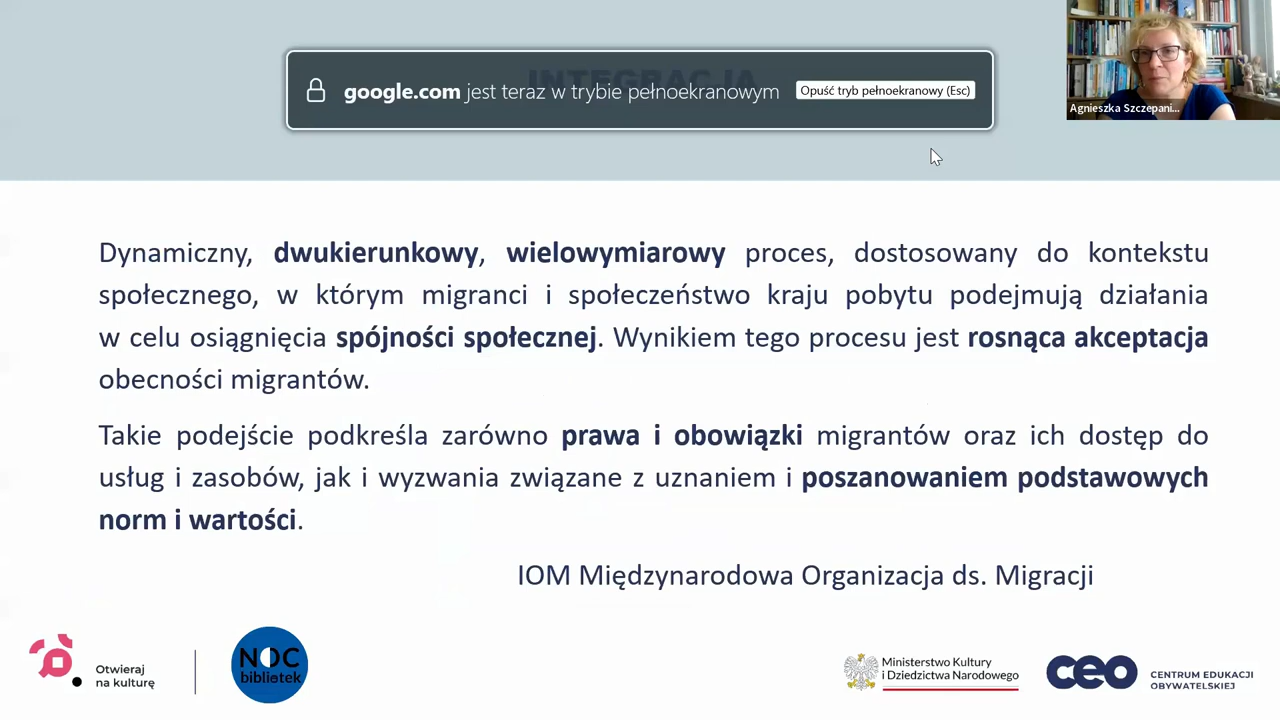 INTEGRACJA
google.com jest teraz w trybie pełnoekranowym
Opuść tryb pełnoekranowy (Esc)
Agnieszka Szczepani...
Dynamiczny, dwukierunkowy, wielowymiarowy proces, dostosowany do kontekstu
społecznego, w którym migranci i społeczeństwo kraju pobytu podejmują działania
w celu osiągnięcia spójności społecznej. Wynikiem tego procesu jest rosnąca akceptacja
obecności migrantów.
Takie podejście podkreśla zarówno prawa i obowiązki migrantów oraz ich dostęp do
usług i zasobów, jak i wyzwania związane z uznaniem i poszanowaniem podstawowych
norm i wartości.
IOM Międzynarodowa Organizacja ds. Migracji
Otwieraj
na kulturę
NOC
bibliotek
Ministerstwo Kultury
i Dziedzictwa Narodowego
ceo
CENTRUM EDUKACJI
OBYWATELSKIEJ